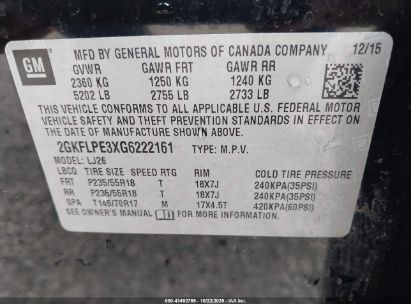 GM
MFD BY GENERAL MOTORS OF CANADA COMPANY 12/15
GVWR GAWR FRT GAWR RR
2360 KG 1250 KG 1240 KG
5202 LB 2755 LB 2733 LB
THIS VEHICLE CONFORMS TO ALL APPLICABLE U.S. FEDERAL MOTOR
VEHICLE SAFETY AND THEFT PREVENTION STANDARDS IN EFFECT ON
THE DATE OF MANUFACTURE SHOWN ABOVE.
2GKFLPE3XG6222161 TYPE: M.P.V.
MODEL: LJ26
LBCQ TIRE SIZE SPEED RTG RIM COLD TIRE PRESSURE
FRT P235/55R18 T 18X7J 240KPA(35PSI)
RR P235/55R18 T 18X7J 240KPA(35PSI)
SPA T145/70R17 M 17X4.5T 420KPA(60PSI)
SEE OWNER'S MANUAL FOR MORE INFORMATION.